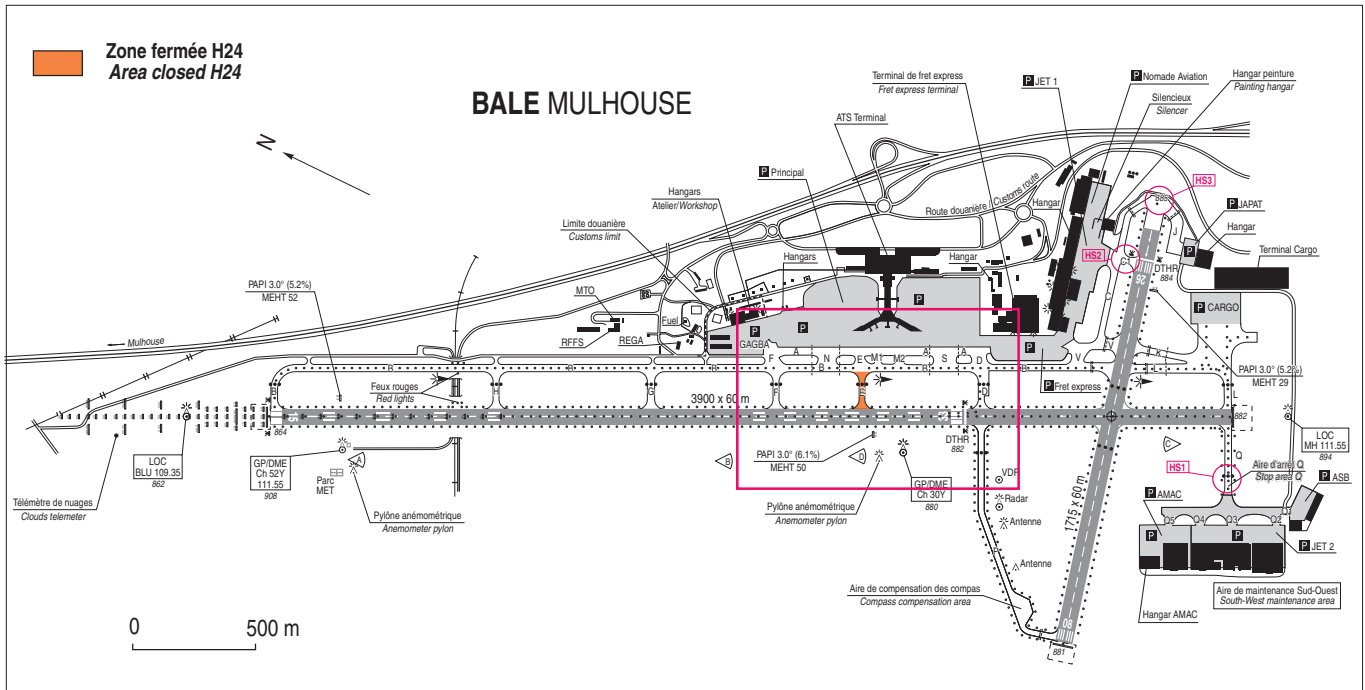 Zone fermée H24
Area closed H24
BALE MULHOUSE
N
Terminal de fret express
Fret express terminal
P JET 1
P Nomade Aviation
Hangar peinture
Painting hangar
Silencieux
Silencer
ATS Terminal
P Principal
Hangars
Atelier/Workshop
Route douanière / Customs route
Hangar
HS3
885
P JAPAT
Hangar
Limite douanière
Customs limit
Hangars
Hangar
HS2
J
P
Terminal Cargo
DTHR
884
26
PAPI 3.0° (5.2%)
MEHT 52
MTO
Fuel
P
P
P
P CARGO
Mulhouse
RFFS
REGA
GAGBA
P
A
N
E
M1
M2
A
S
A
D
F
B
B
V
K
L
PAPI 3.0° (5.2%)
MEHT 29
Feux rouges
Red lights
P Fret express
H
G
F
E
D
L
3900 x 60 m
864
DTHR
882
882
LOC
BLU 109.35
862
GP/DME
Ch 52Y
111.55
908
A
Parc
MET
B
PAPI 3.0° (6.1%)
MEHT 50
D
GP/DME
Ch 30Y
880
VDF
C
Q
LOC
MH 111.55
894
HS1
Aire d'arrêt Q
Stop area Q
P ASB
Télémètre de nuages
Clouds telemeter
Pylône anémométrique
Anemometer pylon
Pylône anémométrique
Anemometer pylon
Radar
Antenne
1715 x 60 m
P AMAC
Q5
Q4
Q3
Q2
P
P
P JET 2
P
Antenne
Aire de compensation des compas
Compass compensation area
Aire de maintenance Sud-Ouest
South-West maintenance area
Hangar AMAC
08
881
0
500 m